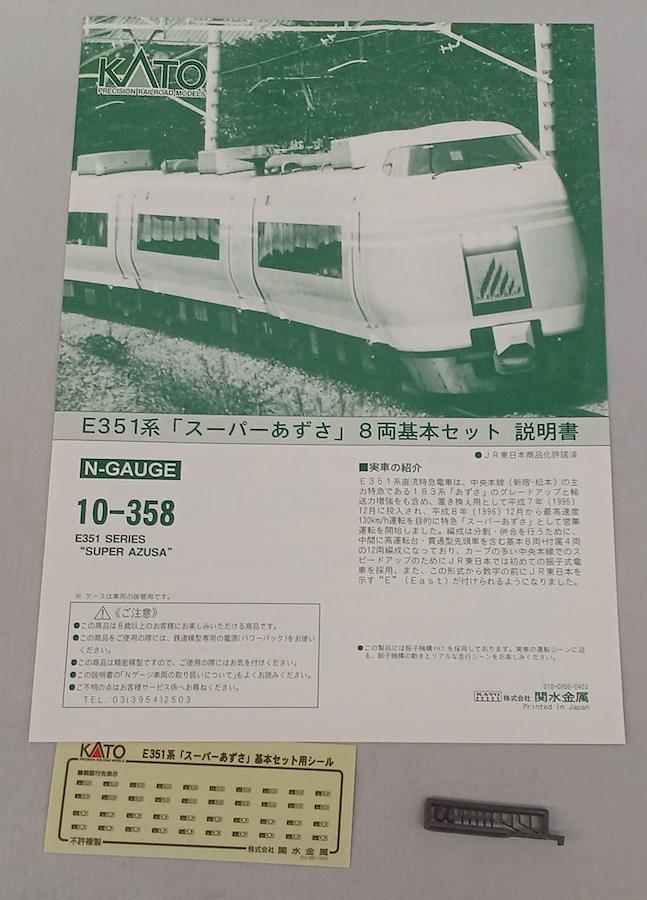 KATO
PRECISION RAILROAD MODELS
E351系「スーパーあずさ」8両基本セット 説明書
●JR東日本商品化許諾済
N-GAUGE
10-358
E351 SERIES
"SUPER AZUSA"
■実車の紹介
E351系直流特急電車は、中央本線(新宿-松本)の主
力特急である183系「あずさ」のグレードアップと輸
送力増強をも含め、置き換え用として平成7年(1995)
12月に投入され、平成8年(1996)12月から最高速度
130km/h運転を目的に特急「スーパーあずさ」として営業
運転を開始しました。編成は分割・併合を行うために、
中間に高運転台・貫通型先頭車を含む基本8両+付属4両
の12両編成になっており、カーブの多い中央本線でのス
ピードアップのためにJR東日本では初めての振子式電
車を採用、また、この形式から数字の前にJR東日本を
示す"E"(East)が付けられるようになりました。
※ ケースは車両の保管用です。
⚠《ご注意》
●この商品は8歳以上のお客様にお楽しみいただける商品です。
●この商品をご使用の際には、鉄道模型専用の電源(パワーパック)をお使い
ください。
●この商品は精密模型ですので、ご使用の際にはお気を付けください。
●この説明書の「Nゲージ車両の取り扱いについて」もよくお読みください。
●ご不明の点はお客様サービス係へお尋ねください。
TEL. 03(3954)2503
●この製品には振子機構PAT.を採用しております。実車の運転シーンに迫
る、振子機構の動きとリアルな走行シーンをお楽しみください。
010-0956-0403
KATO 株式会社 関水金属
Printed in Japan
KATO
PRECISION RAILROAD MODELS
E351系「スーパーあずさ」基本セット用シール
■前面行先表示
不許複製
株式会社 関水金属